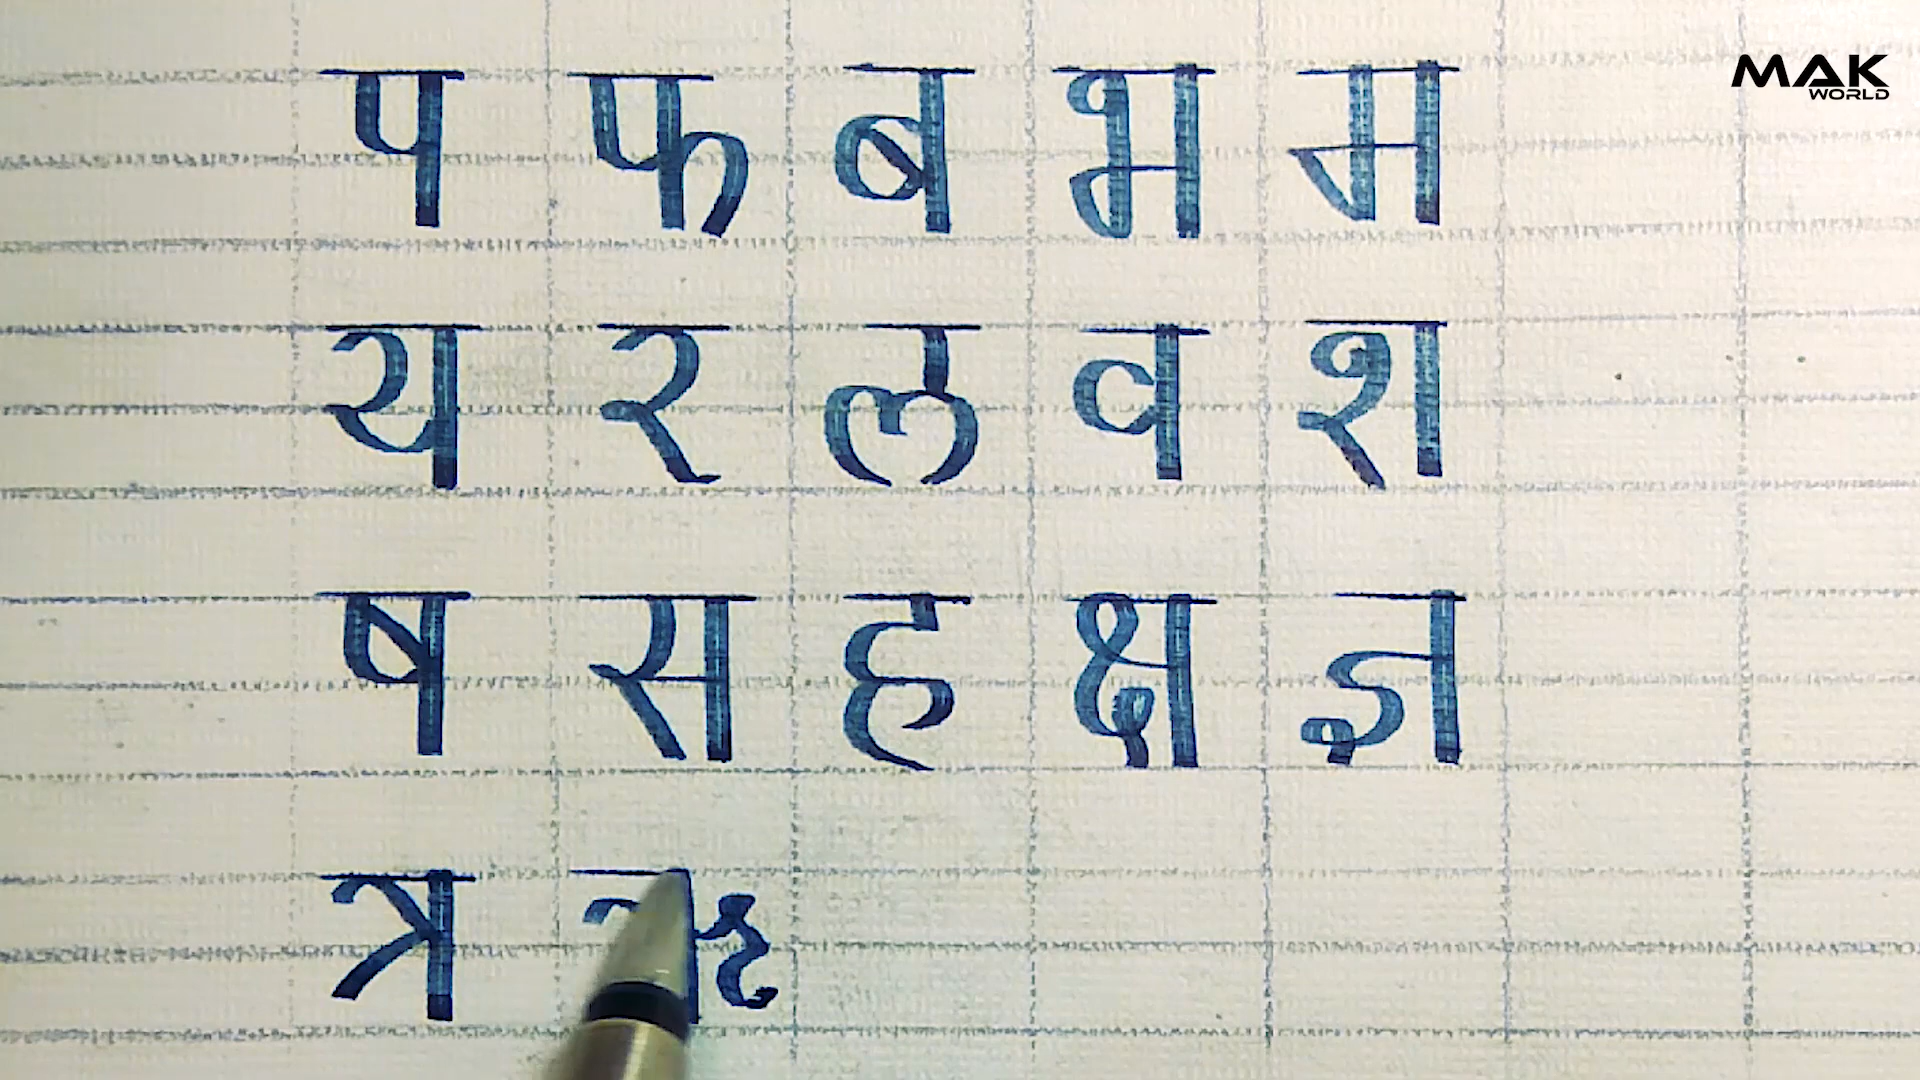 MAK
WORLD
प फ ब भ म
य र ल व श
ष स ह क्ष ज्ञ
त्र ऋ